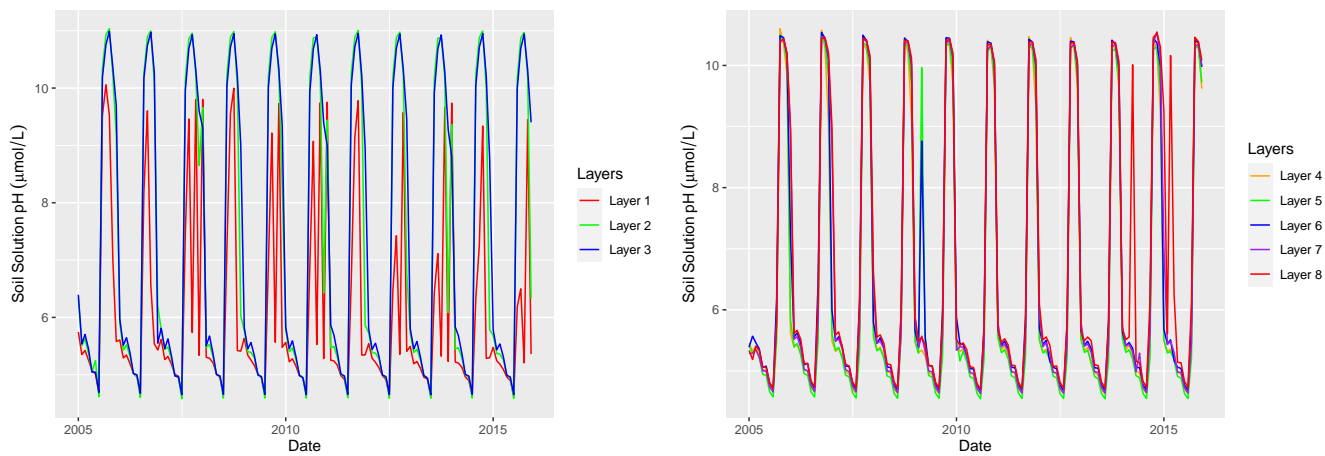 Soil Solution pH (μmol/L)
10
8
6
2005
2010
2015
Date
Layers
Layer 1
Layer 2
Layer 3
Soil Solution pH (μmol/L)
10
8
6
2005
2010
2015
Date
Layers
Layer 4
Layer 5
Layer 6
Layer 7
Layer 8